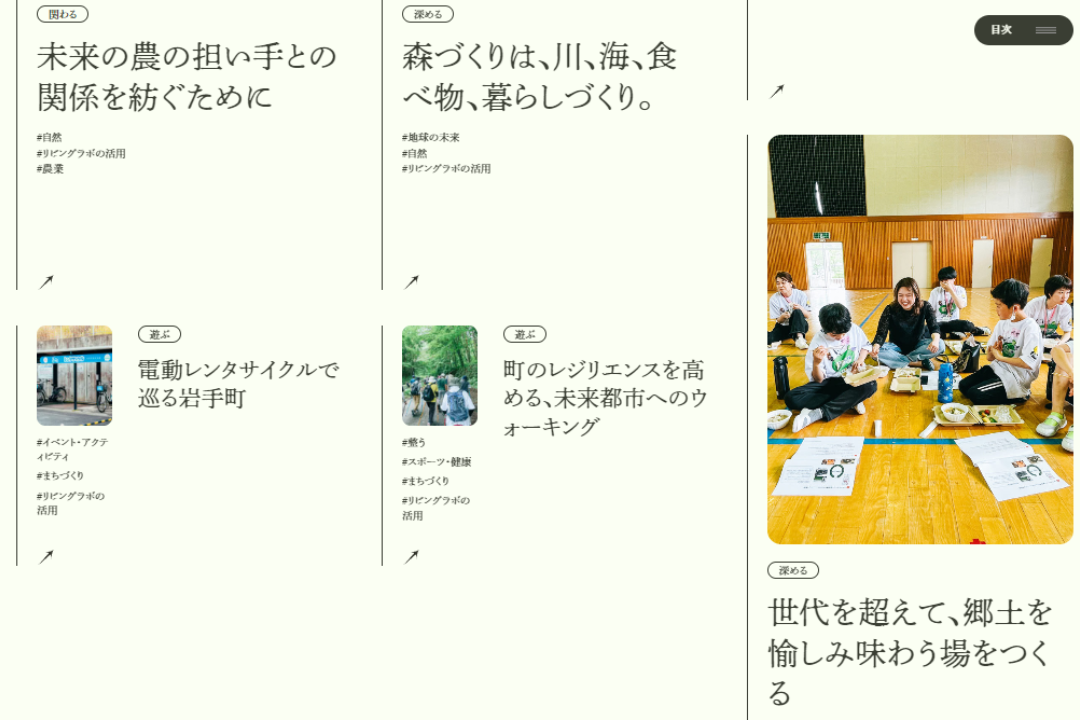 関わる
未来の農の担い手との
関係を紡ぐために
#自然
#リビングラボの活用
#農業
深める
森づくりは、川、海、食
べ物、暮らしづくり。
#地球の未来
#自然
#リビングラボの活用
目次
遊ぶ
電動レンタサイクルで
巡る岩手町
#イベント・アクテ
ィビティ
#まちづくり
#リビングラボの
活用
遊ぶ
町のレジリエンスを高
める、未来都市へのウ
ォーキング
#整う
#スポーツ・健康
#まちづくり
#リビングラボの
活用
深める
世代を超えて、郷土を
愉しみ味わう場をつく
る